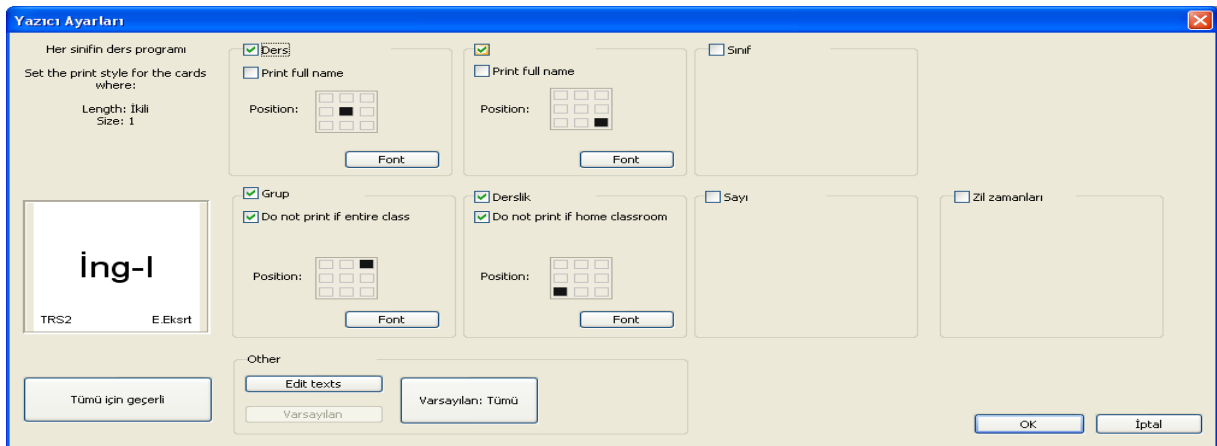 Yazıcı Ayarları
Her sinifin ders programı
Set the print style for the cards
where:
Length: İkili
Size: 1
Ders
Print full name
Position:
Font
Print full name
Position:
Font
Sınıf
Grup
Do not print if entire class
Position:
Font
Derslik
Do not print if home classroom
Position:
Font
Sayı
Zil zamanları
İng-I
TRS2 E.Eksrt
Tümü için geçerli
Other
Edit texts
Varsayılan
Varsayılan: Tümü
OK
İptal